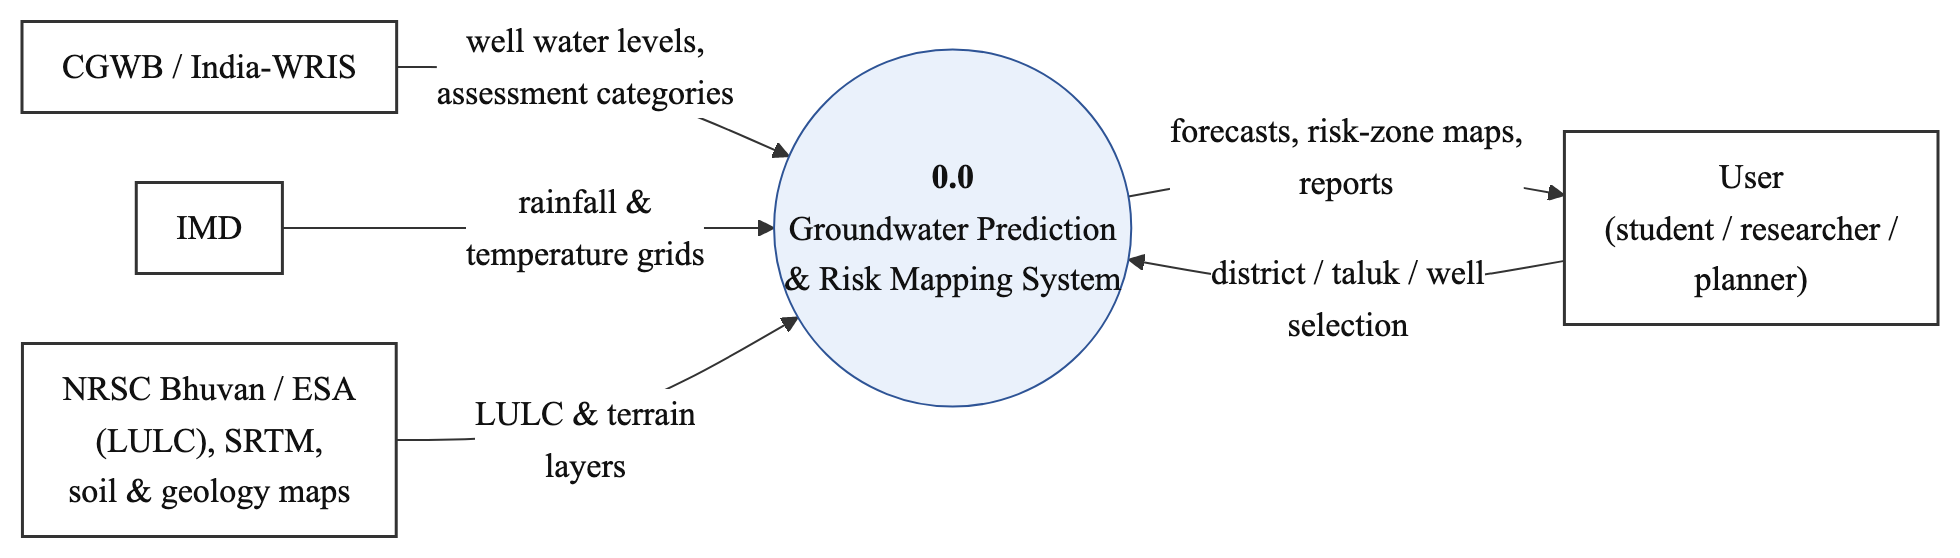 CGWB / India-WRIS
well water levels,
assessment categories
IMD
rainfall &
temperature grids
NRSC Bhuvan / ESA
(LULC), SRTM,
soil & geology maps
LULC & terrain
layers
0.0
Groundwater Prediction
& Risk Mapping System
forecasts, risk-zone maps,
reports
district / taluk / well
selection
User
(student / researcher /
planner)